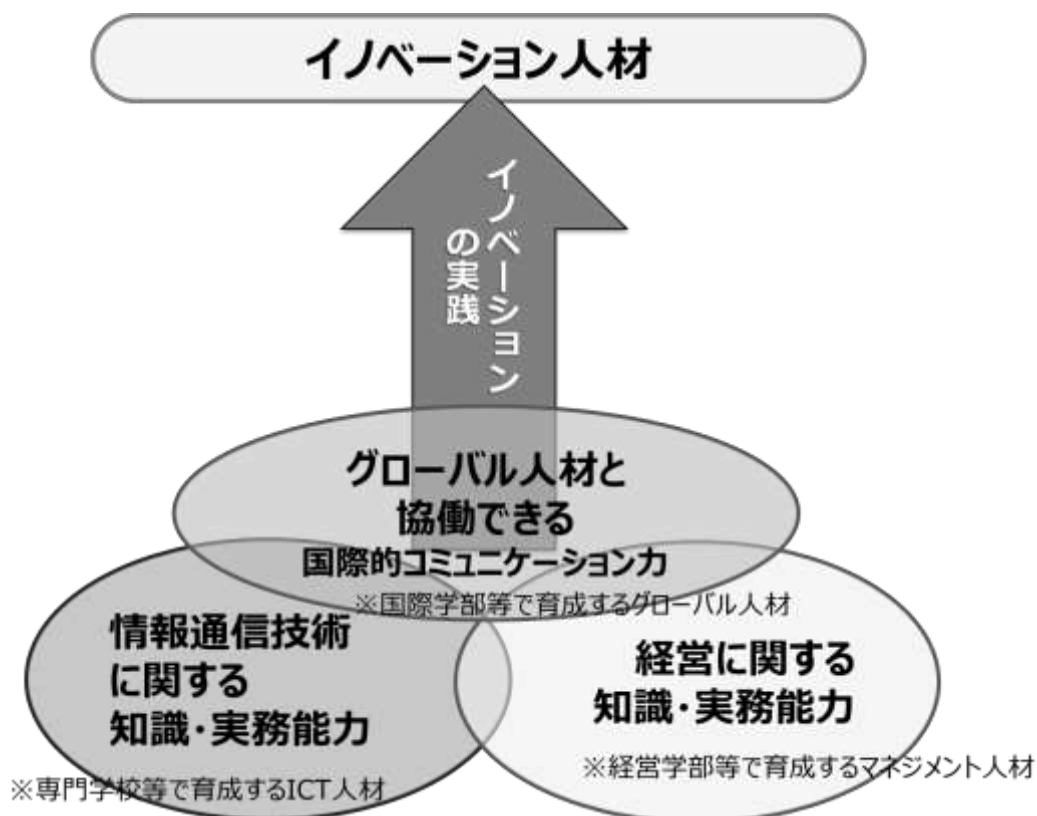 イノベーション人材
イノベーション
の実践
グローバル人材と
協働できる
国際的コミュニケーション力
※国際学部等で育成するグローバル人材
情報通信技術
に関する
知識・実務能力
※専門学校等で育成するICT人材
経営に関する
知識・実務能力
※経営学部等で育成するマネジメント人材